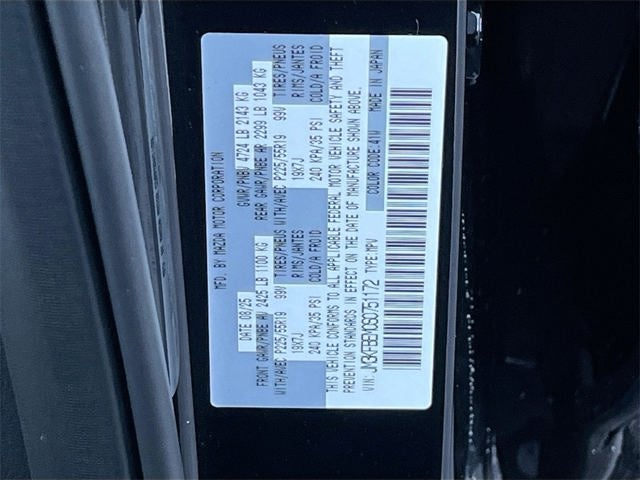 MFD. BY MAZDA MOTOR CORPORATION
DATE 08/25 GVWR/PNBV 4724 LB 2143 KG
FRONT GAWR/PNBE AV 2425 LB 1100 KG REAR GAWR/PNBE AR 2299 LB 1043 KG
WITH/AVEC P225/55R19 99V TIRES/PNEUS WITH/AVEC P225/55R19 99V TIRES/PNEUS
19X7J RIMS/JANTES 19X7J RIMS/JANTES
240 KPA/35 PSI COLD/A FROID 240 KPA/35 PSI COLD/A FROID
THIS VEHICLE CONFORMS TO ALL APPLICABLE FEDERAL MOTOR VEHICLE SAFETY AND THEFT
PREVENTION STANDARDS IN EFFECT ON THE DATE OF MANUFACTURE SHOWN ABOVE.
VIN: JM3KFBBY0S0751172 TYPE:MPV COLOR CODE:41W MADE IN JAPAN